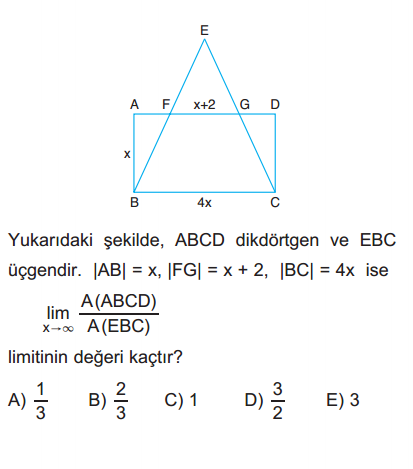 E
A F x+2 G D
x
B 4x C
Yukarıdaki şekilde, ABCD dikdörtgen ve EBC
üçgendir. |AB| = x, |FG| = x + 2, |BC| = 4x ise
lim x→∞ A(ABCD) / A(EBC)
limitinin değeri kaçtır?
A) 1/3 B) 2/3 C) 1 D) 3/2 E) 3